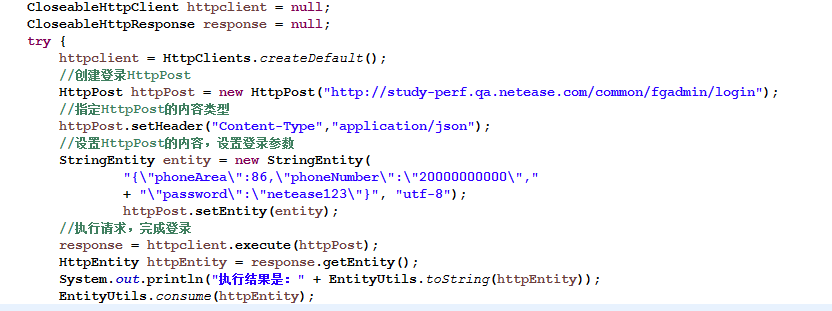 CloseableHttpClient httpclient = null;
CloseableHttpResponse response = null;
try {
httpclient = HttpClients.createDefault();
//创建登录HttpPost
HttpPost httpPost = new HttpPost("http://study-perf.qa.netease.com/common/fgadmin/login");
//指定HttpPost的内容类型
httpPost.setHeader("Content-Type","application/json");
//设置HttpPost的内容，设置登录参数
StringEntity entity = new StringEntity(
"{\"phoneArea\":86,\"phoneNumber\":\"20000000000\","
+ "\"password\":\"netease123\"}", "utf-8");
httpPost.setEntity(entity);
//执行请求，完成登录
response = httpclient.execute(httpPost);
HttpEntity httpEntity = response.getEntity();
System.out.println("执行结果是：" + EntityUtils.toString(httpEntity));
EntityUtils.consume(httpEntity);